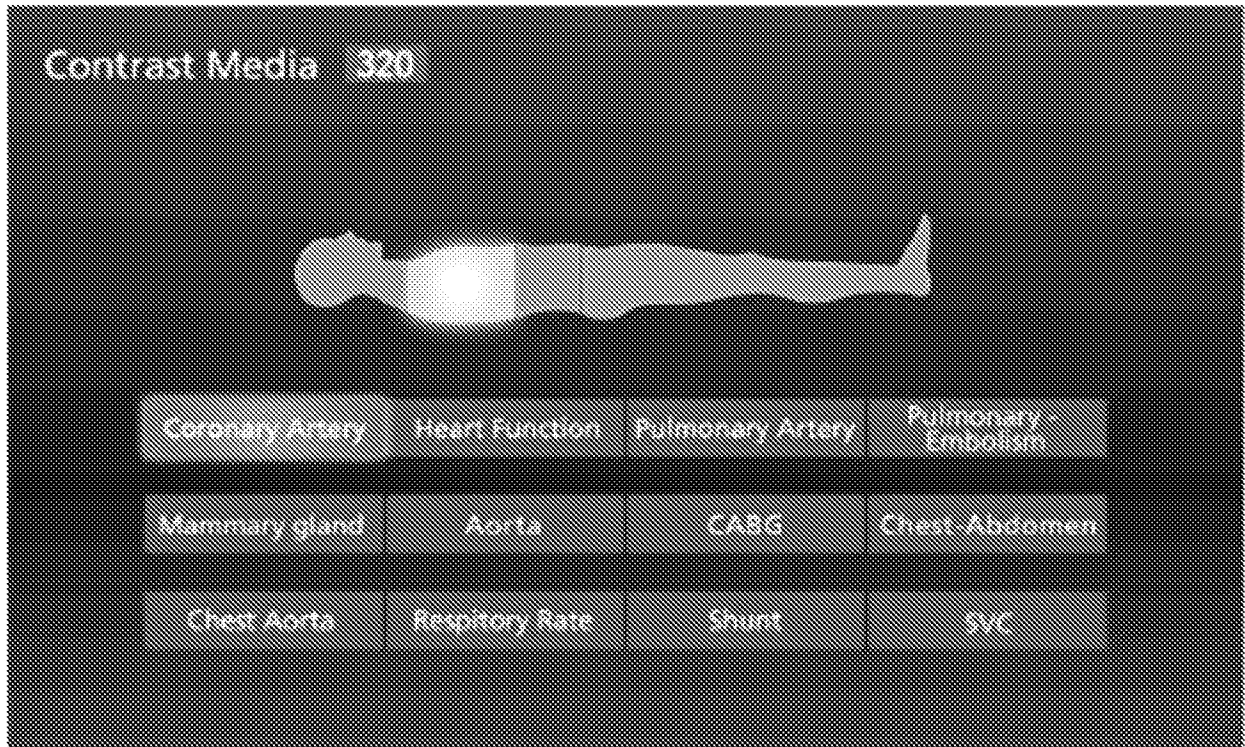 Contrast Media 320
Coronary Artery Heart Function Pulmonary Artery Pulmonary -
Embolism
Mammary gland Aorta CABG Chest-Abdomen
Chest Aorta Respitory Rate Shunt SVC